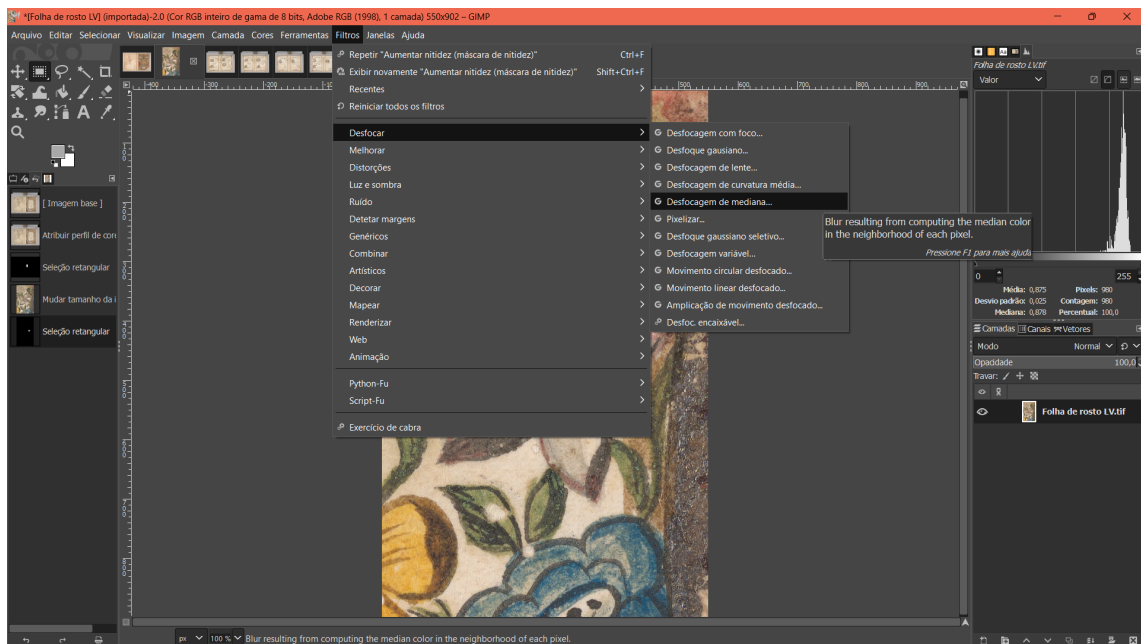 *[Folha de rosto LV] (importada)-2.0 (Cor RGB inteiro de gama de 8 bits, Adobe RGB (1998), 1 camada) 550x902 – GIMP
Arquivo Editar Selecionar Visualizar Imagem Camada Cores Ferramentas Filtros Janelas Ajuda
Repetir "Aumentar nitidez (máscara de nitidez)" Ctrl+F
Exibir novamente "Aumentar nitidez (máscara de nitidez)" Shift+Ctrl+F
Recentes
Reiniciar todos os filtros
Desfocar
Melhorar
Distorções
Luz e sombra
Ruído
Detetar margens
Genéricos
Combinar
Artísticos
Decorar
Mapear
Renderizar
Web
Animação
Python-Fu
Script-Fu
Exercício de cabra
Desfocagem com foco...
Desfoque gausiano...
Desfocagem de lente...
Desfocagem de curvatura média...
Desfocagem de mediana...
Pixelizar...
Desfoque gaussiano seletivo...
Desfocagem variável...
Movimento circular desfocado...
Movimento linear desfocado...
Amplicação de movimento desfocado...
Desfoc. encaixável...
Blur resulting from computing the median color
in the neighborhood of each pixel.
Pressione F1 para mais ajuda
[ Imagem base ]
Atribuir perfil de core
Seleção retangular
Mudar tamanho da i
Seleção retangular
Folha de rosto LV.tif
Valor
0 255
Média: 0,875 Pixels: 980
Desvio padrão: 0,025 Contagem: 980
Mediana: 0,878 Percentual: 100,0
Camadas Canais Vetores
Modo Normal
Opacidade 100,0
Travar:
Folha de rosto LV.tif
px 100 % Blur resulting from computing the median color in the neighborhood of each pixel.